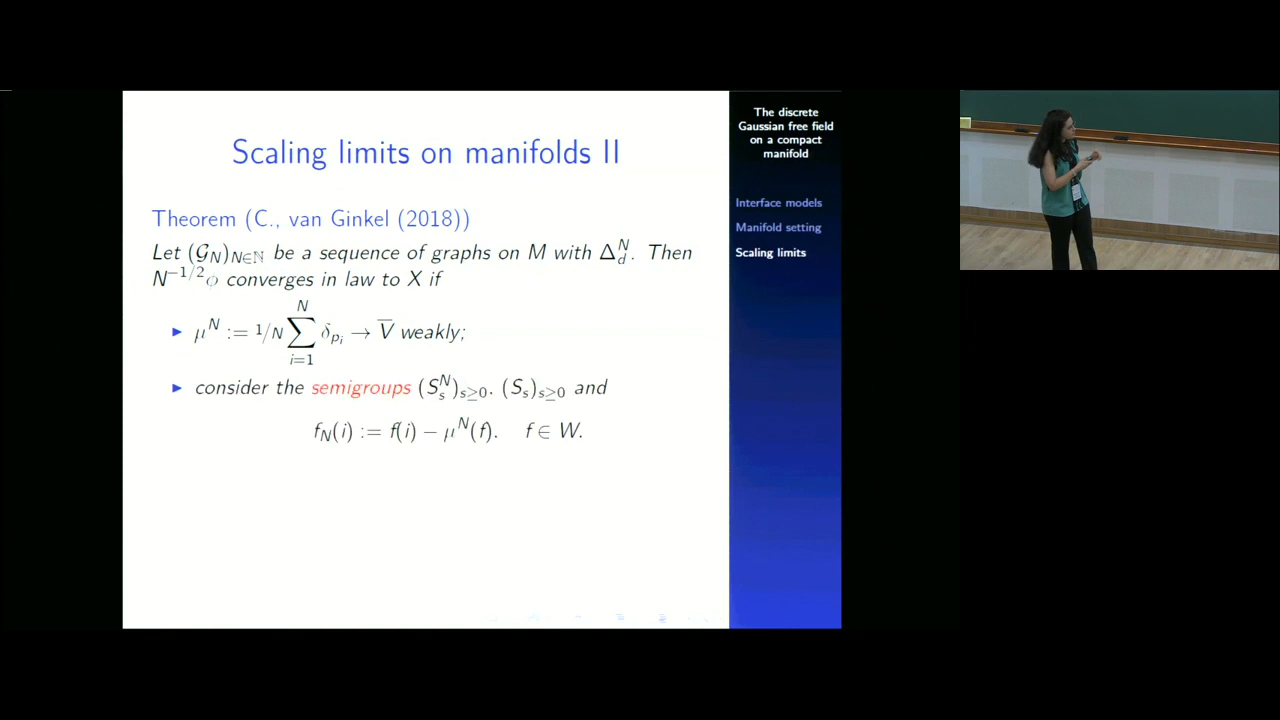 Scaling limits on manifolds II
Theorem (C., van Ginkel (2018))
Let (𝒢_N)_{N∈ℕ} be a sequence of graphs on M with Δ_d^N. Then
N^{-1/2}ϕ converges in law to X if
▶ μ^N := 1/N ∑_{i=1}^N δ_{p_i} → V̅ weakly;
▶ consider the semigroups (S_s^N)_{s≥0}. (S_s)_{s≥0} and
f_N(i) := f(i) − μ^N(f). f ∈ W.
The discrete
Gaussian free field
on a compact
manifold
Interface models
Manifold setting
Scaling limits